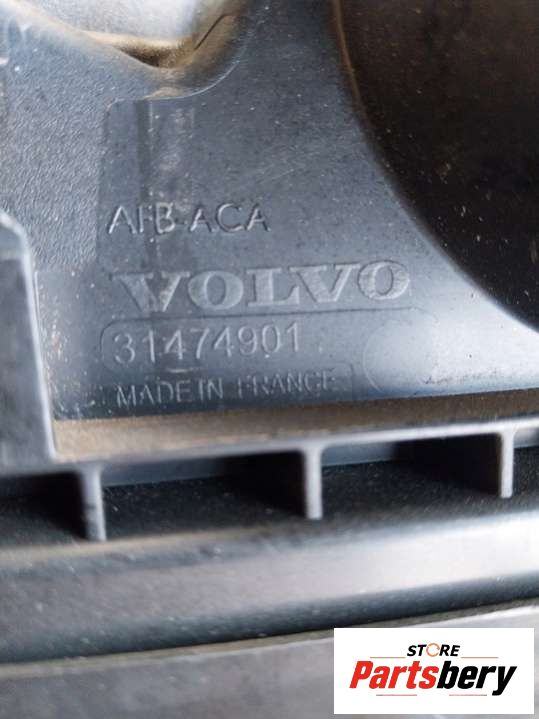 AFB-ACA
VOLVO
31474901
MADE IN FRANCE
STORE
Partsbery